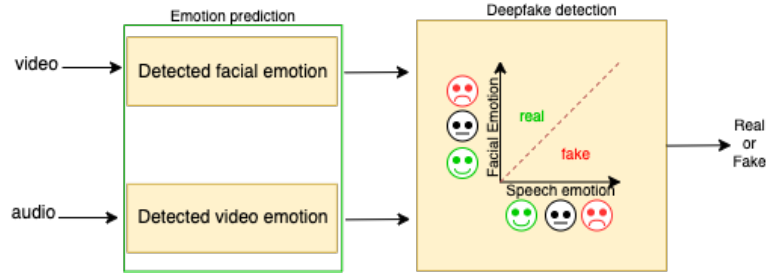 Emotion prediction
Deepfake detection
video
Detected facial emotion
Facial Emotion
real
fake
Speech emotion
Real
or
Fake
audio
Detected video emotion